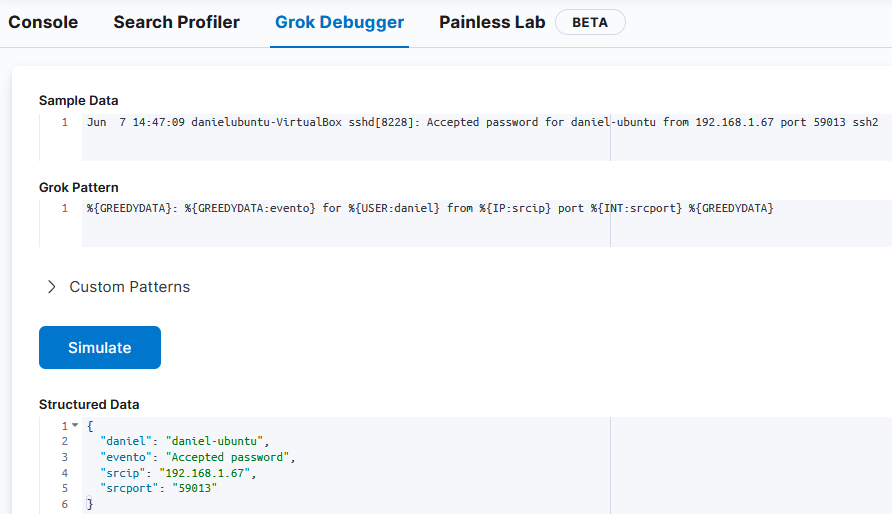 Console Search Profiler Grok Debugger Painless Lab BETA
Sample Data
1 Jun  7 14:47:09 danielubuntu-VirtualBox sshd[8228]: Accepted password for daniel-ubuntu from 192.168.1.67 port 59013 ssh2
Grok Pattern
1 %{GREEDYDATA}: %{GREEDYDATA:evento} for %{USER:daniel} from %{IP:srcip} port %{INT:srcport} %{GREEDYDATA}
Custom Patterns
Simulate
Structured Data
1 {
2 "daniel": "daniel-ubuntu",
3 "evento": "Accepted password",
4 "srcip": "192.168.1.67",
5 "srcport": "59013"
6 }